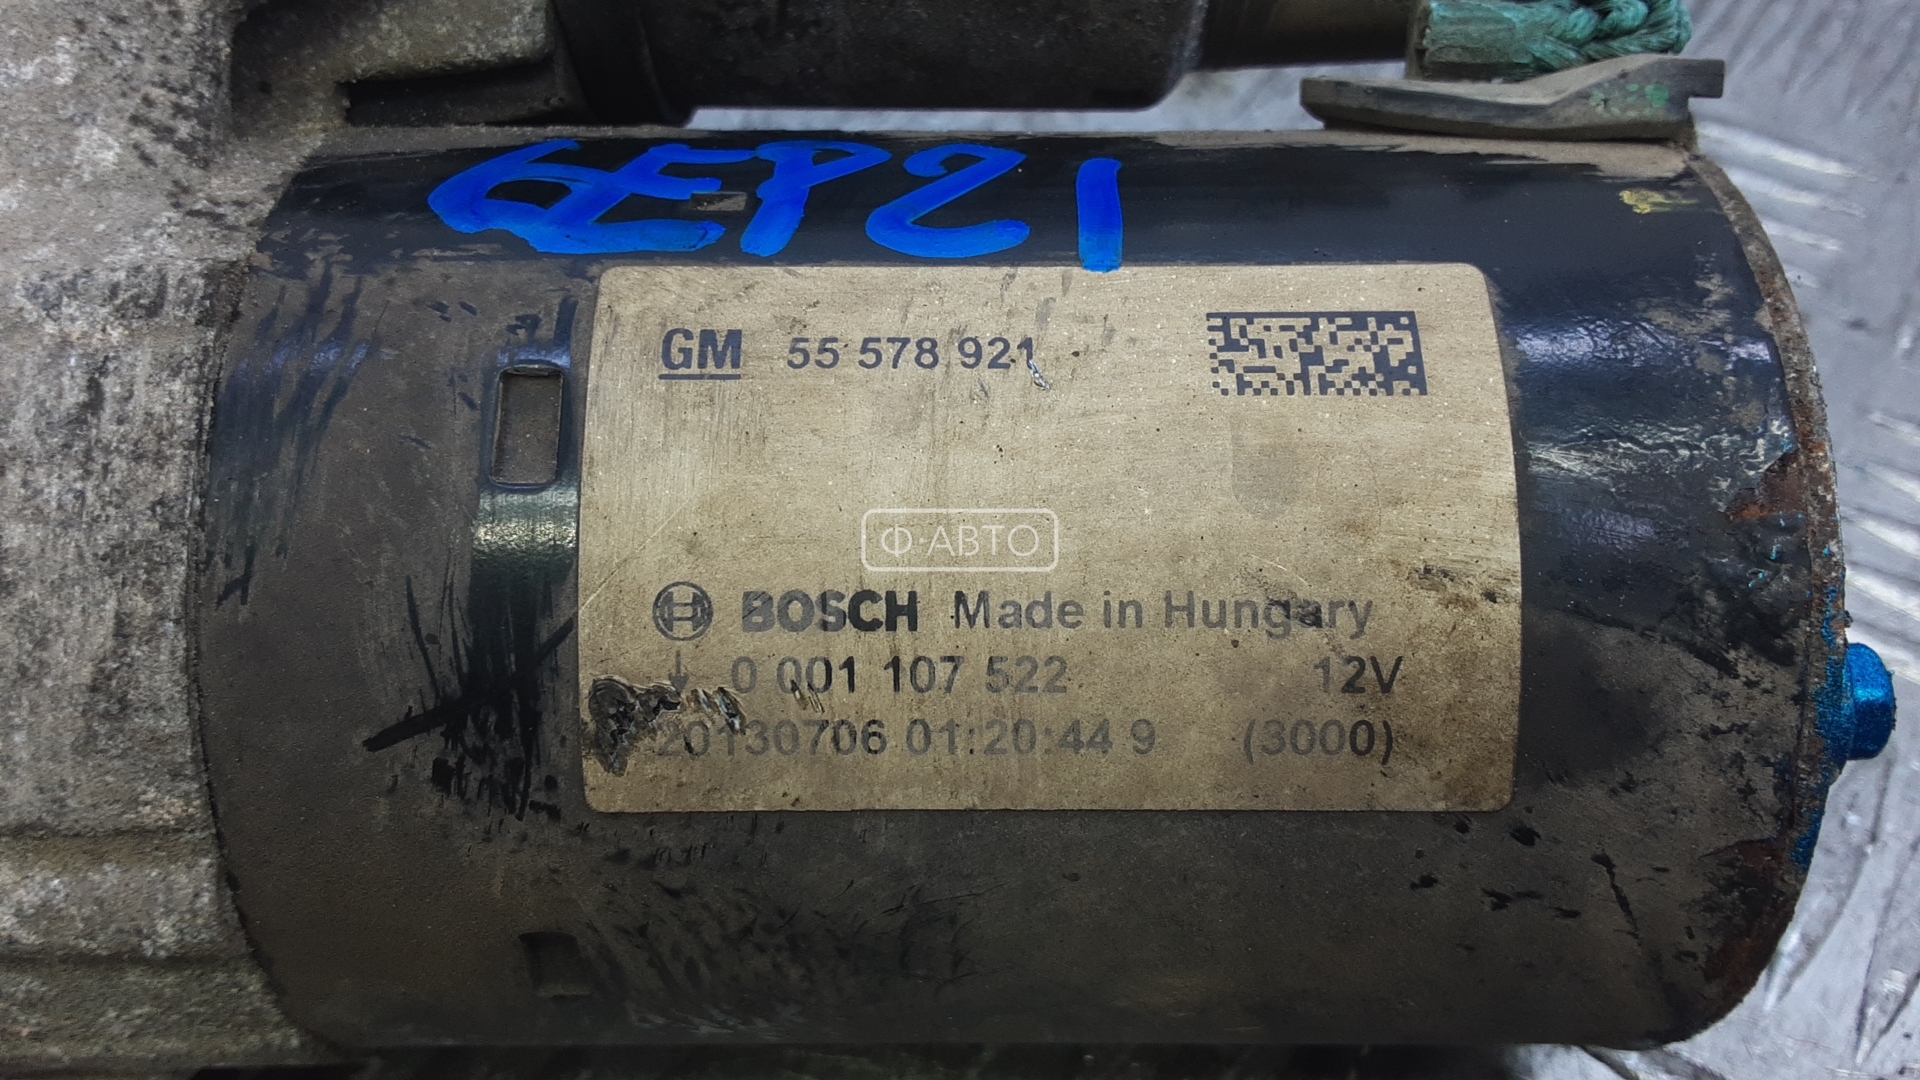 6EP21
GM 55 578 921
Ф·АВТО
BOSCH Made in Hungary
0 001 107 522 12V
20130706 01:20:44 9 (3000)